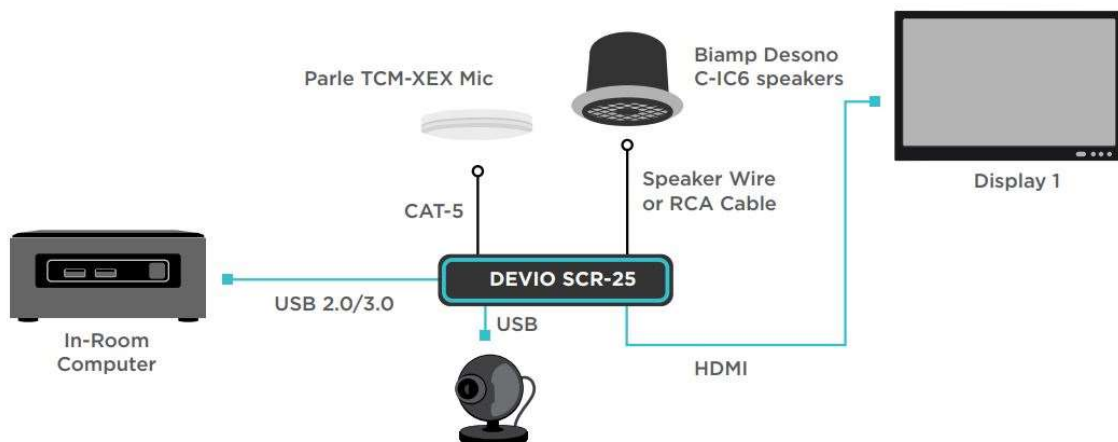 Parle TCM-XEX Mic
Biamp Desono
C-IC6 speakers
Display 1
CAT-5
Speaker Wire
or RCA Cable
DEVIO SCR-25
USB 2.0/3.0
USB
In-Room
Computer
HDMI